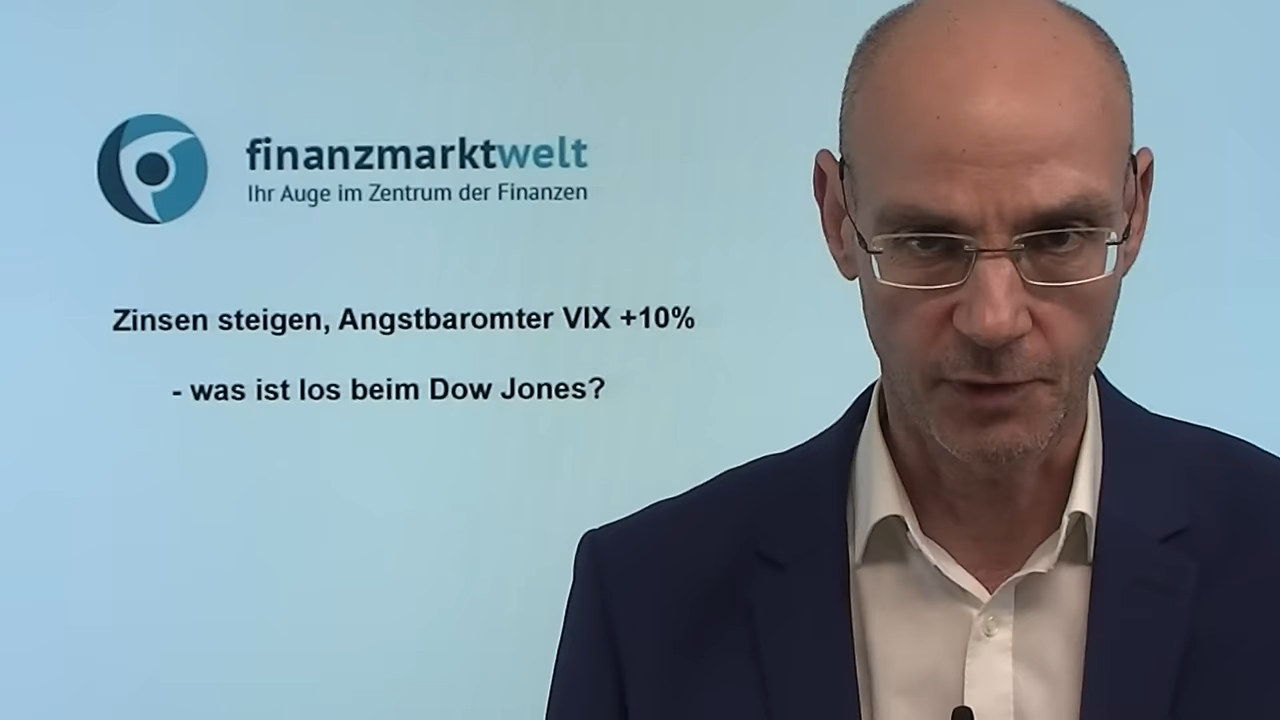 finanzmarktwelt
Ihr Auge im Zentrum der Finanzen
Zinsen steigen, Angstbaromter VIX +10%
- was ist los beim Dow Jones?